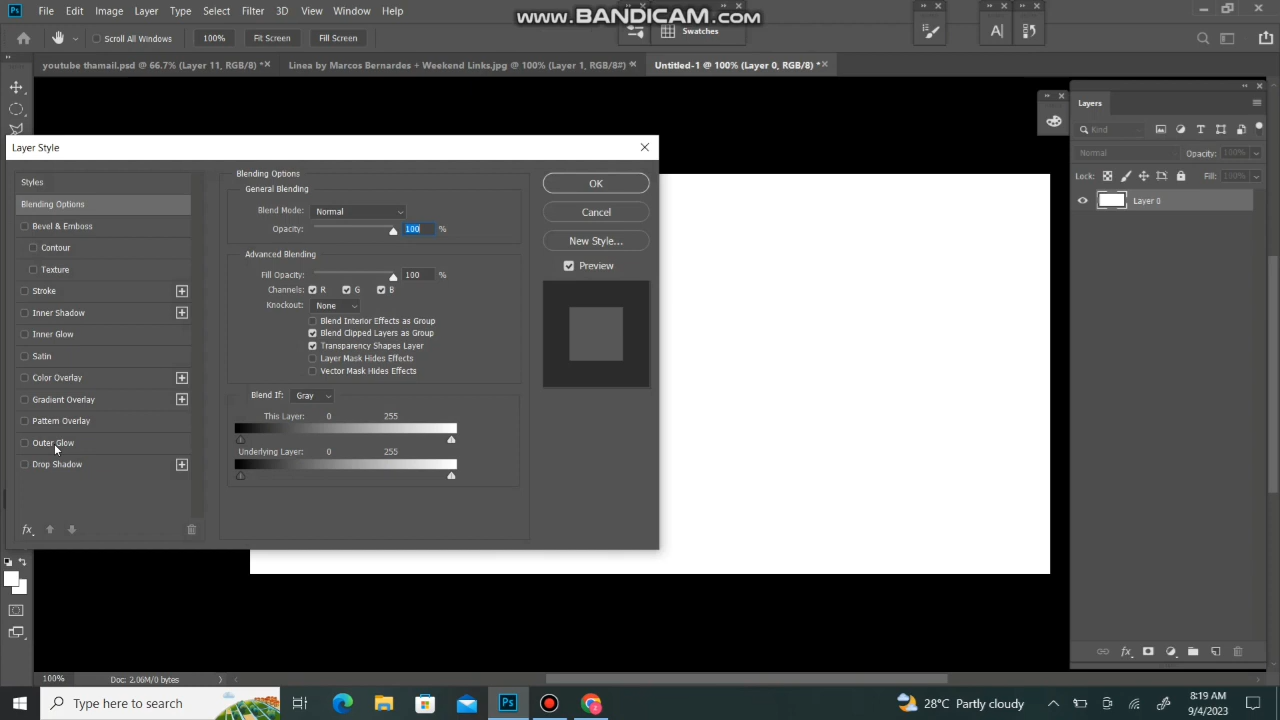 Ps File Edit Image Layer Type Select Filter 3D View Window Help
www.BANDICAM.com
Scroll All Windows 100% Fit Screen Fill Screen
Swatches
youtube thamail.psd @ 66.7% (Layer 11, RGB/8) * × Linea by Marcos Bernardes + Weekend Links.jpg @ 100% (Layer 1, RGB/8#) × Untitled-1 @ 100% (Layer 0, RGB/8) * ×
Layers
Kind
Normal Opacity: 100%
Lock: Fill: 100%
Layer 0
Layer Style
Styles
Blending Options
Bevel & Emboss
Contour
Texture
Stroke
Inner Shadow
Inner Glow
Satin
Color Overlay
Gradient Overlay
Pattern Overlay
Outer Glow
Drop Shadow
fx
Blending Options
General Blending
Blend Mode: Normal
Opacity: 100 %
Advanced Blending
Fill Opacity: 100 %
Channels: R G B
Knockout: None
Blend Interior Effects as Group
Blend Clipped Layers as Group
Transparency Shapes Layer
Layer Mask Hides Effects
Vector Mask Hides Effects
Blend If: Gray
This Layer: 0 255
Underlying Layer: 0 255
OK
Cancel
New Style...
Preview
100% Doc: 2.06M/0 bytes
fx
Type here to search
Ps
28°C Partly cloudy
8:19 AM
9/4/2023